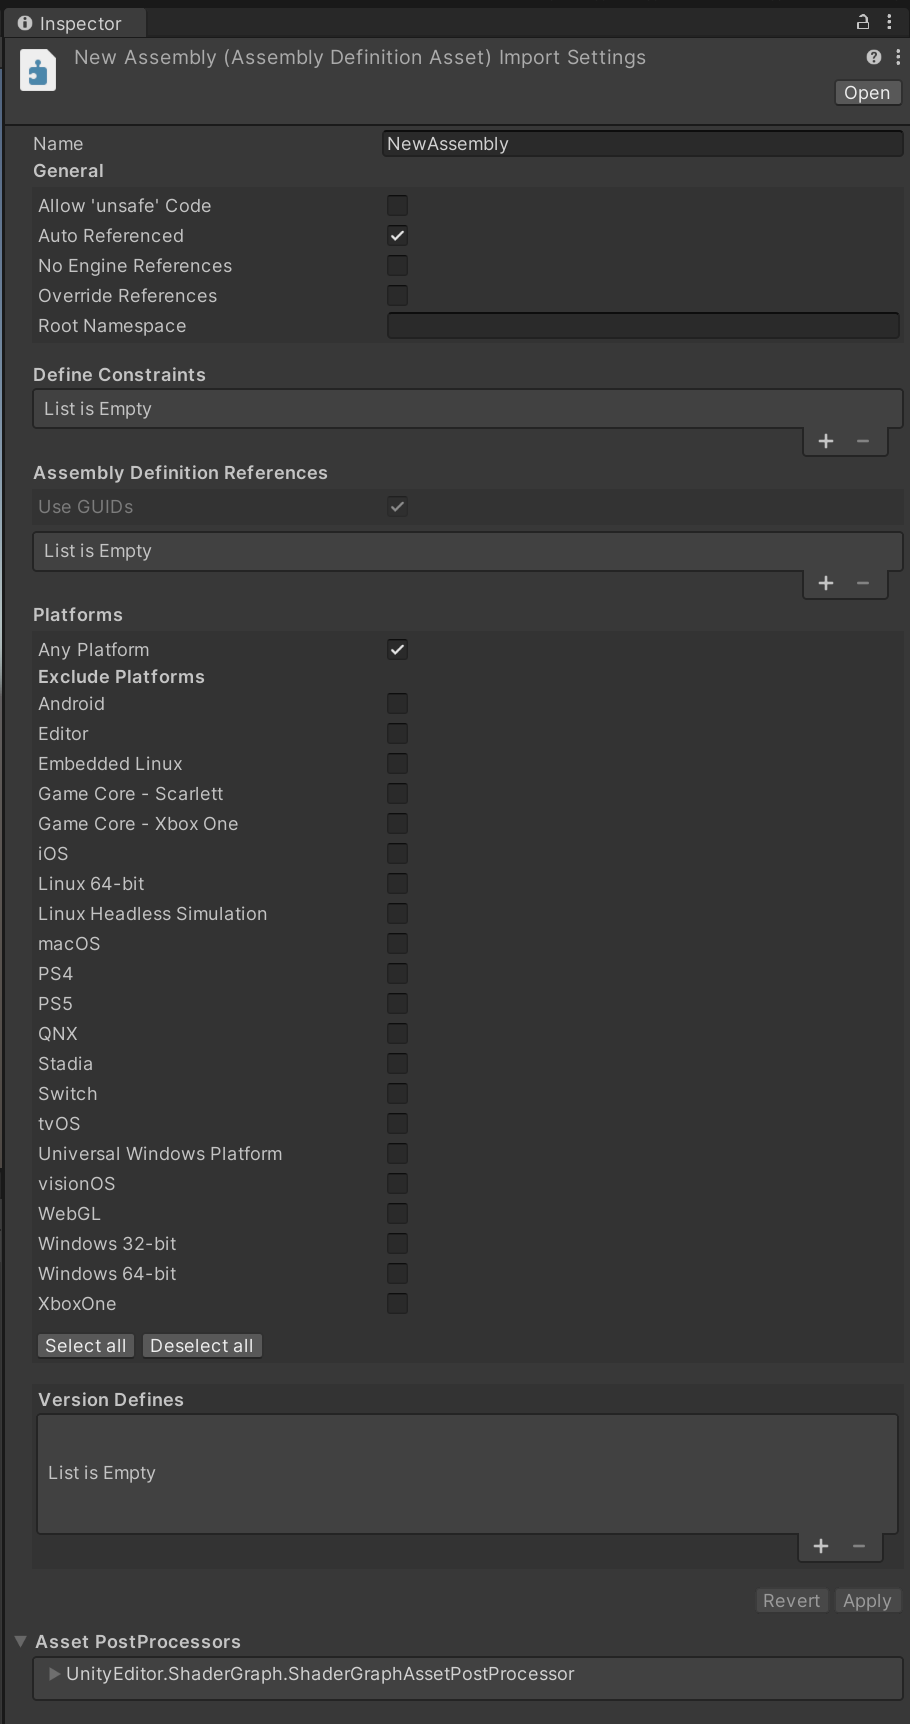 Inspector
New Assembly (Assembly Definition Asset) Import Settings
Open
Name NewAssembly
General
Allow 'unsafe' Code
Auto Referenced
No Engine References
Override References
Root Namespace
Define Constraints
List is Empty
+ −
Assembly Definition References
Use GUIDs
List is Empty
+ −
Platforms
Any Platform
Exclude Platforms
Android
Editor
Embedded Linux
Game Core - Scarlett
Game Core - Xbox One
iOS
Linux 64-bit
Linux Headless Simulation
macOS
PS4
PS5
QNX
Stadia
Switch
tvOS
Universal Windows Platform
visionOS
WebGL
Windows 32-bit
Windows 64-bit
XboxOne
Select all Deselect all
Version Defines
List is Empty
+ −
Revert Apply
Asset PostProcessors
UnityEditor.ShaderGraph.ShaderGraphAssetPostProcessor